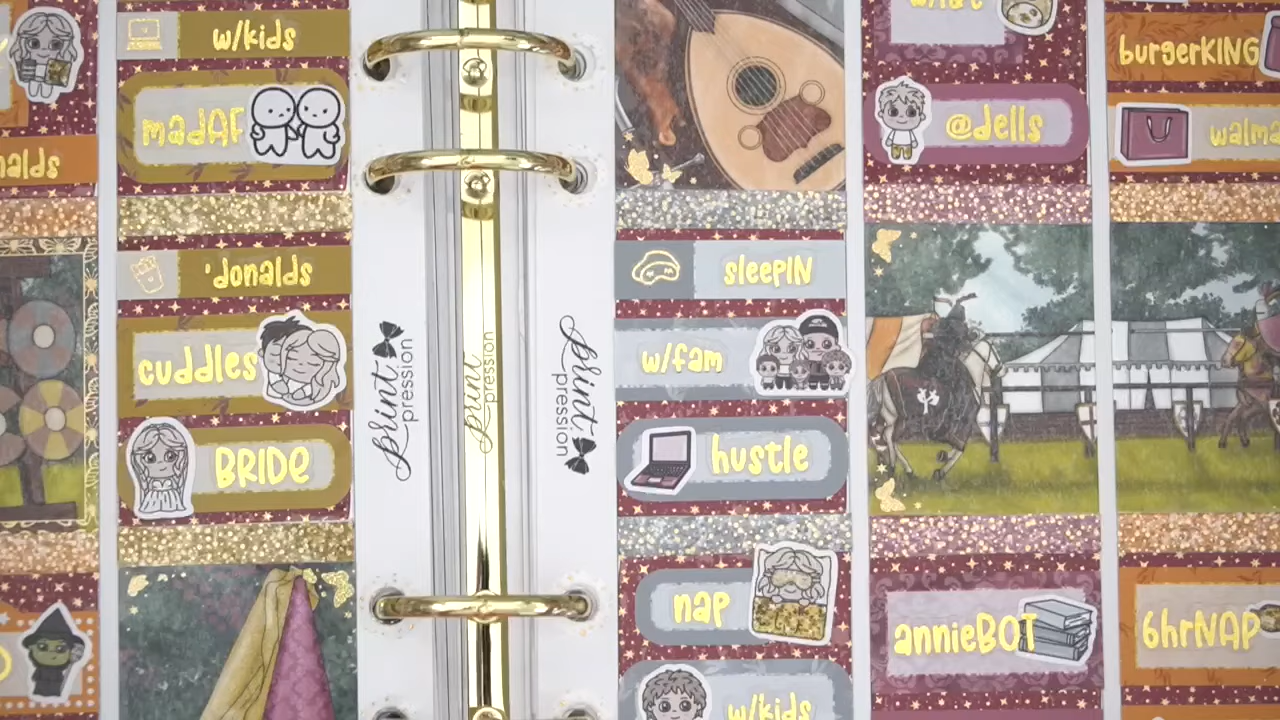 nalds
w/kids
madAF
'donalds
cuddles
BRIDE
print
pression
print
pression
print
pression
@dells
sleepIN
w/fam
hustle
nap
w/kids
annieBOT
burgerKING
walma
6hrNAP